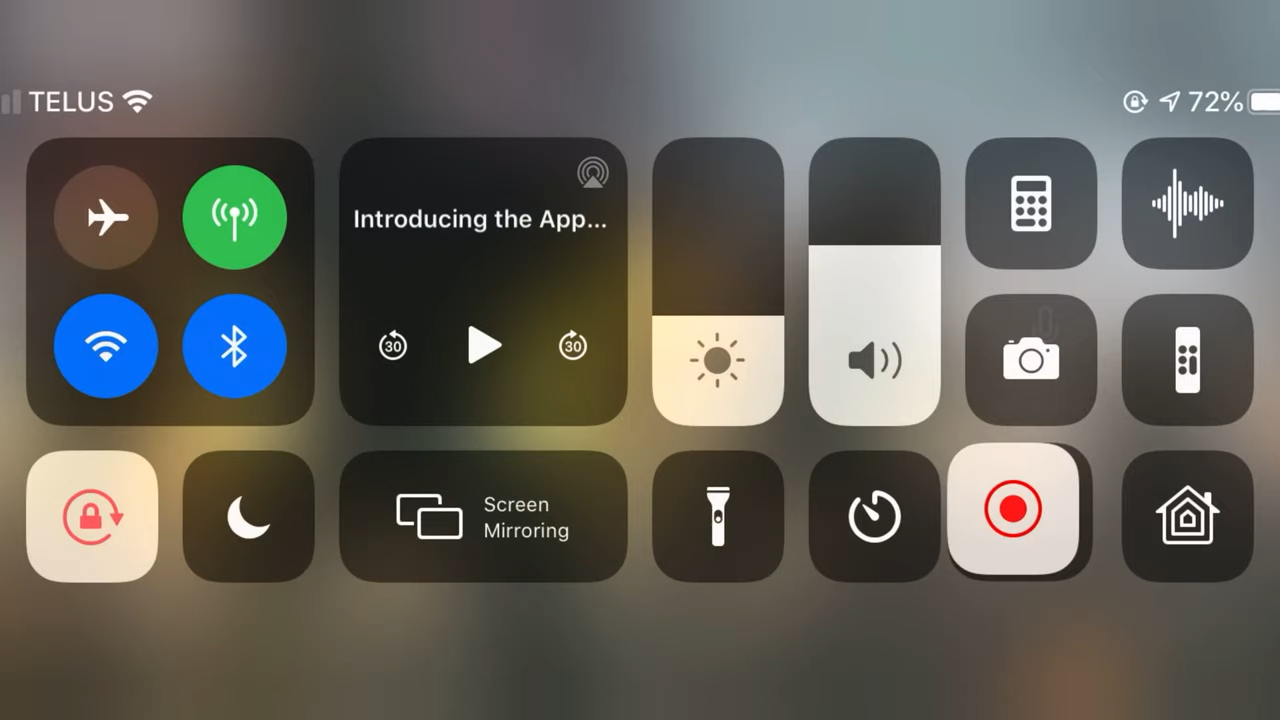 TELUS
72%
Introducing the App...
30
30
Screen
Mirroring